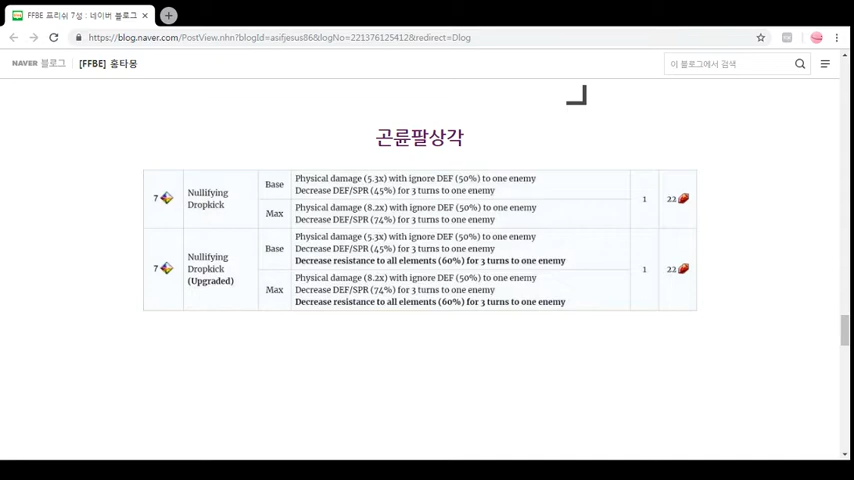 FFBE 프리쉬 7성 : 네이버 블로그
https://blog.naver.com/PostView.nhn?blogId=asifjesus86&logNo=221376125412&redirect=Dlog
NAVER 블로그 [FFBE] 홍타몽
이 블로그에서 검색
곤륜팔상각
7 Nullifying Dropkick
Base
Physical damage (5.3x) with ignore DEF (50%) to one enemy
Decrease DEF/SPR (45%) for 3 turns to one enemy
Max
Physical damage (8.2x) with ignore DEF (50%) to one enemy
Decrease DEF/SPR (74%) for 3 turns to one enemy
1
22
7 Nullifying Dropkick (Upgraded)
Base
Physical damage (5.3x) with ignore DEF (50%) to one enemy
Decrease DEF/SPR (45%) for 3 turns to one enemy
Decrease resistance to all elements (60%) for 3 turns to one enemy
Max
Physical damage (8.2x) with ignore DEF (50%) to one enemy
Decrease DEF/SPR (74%) for 3 turns to one enemy
Decrease resistance to all elements (60%) for 3 turns to one enemy
1
22